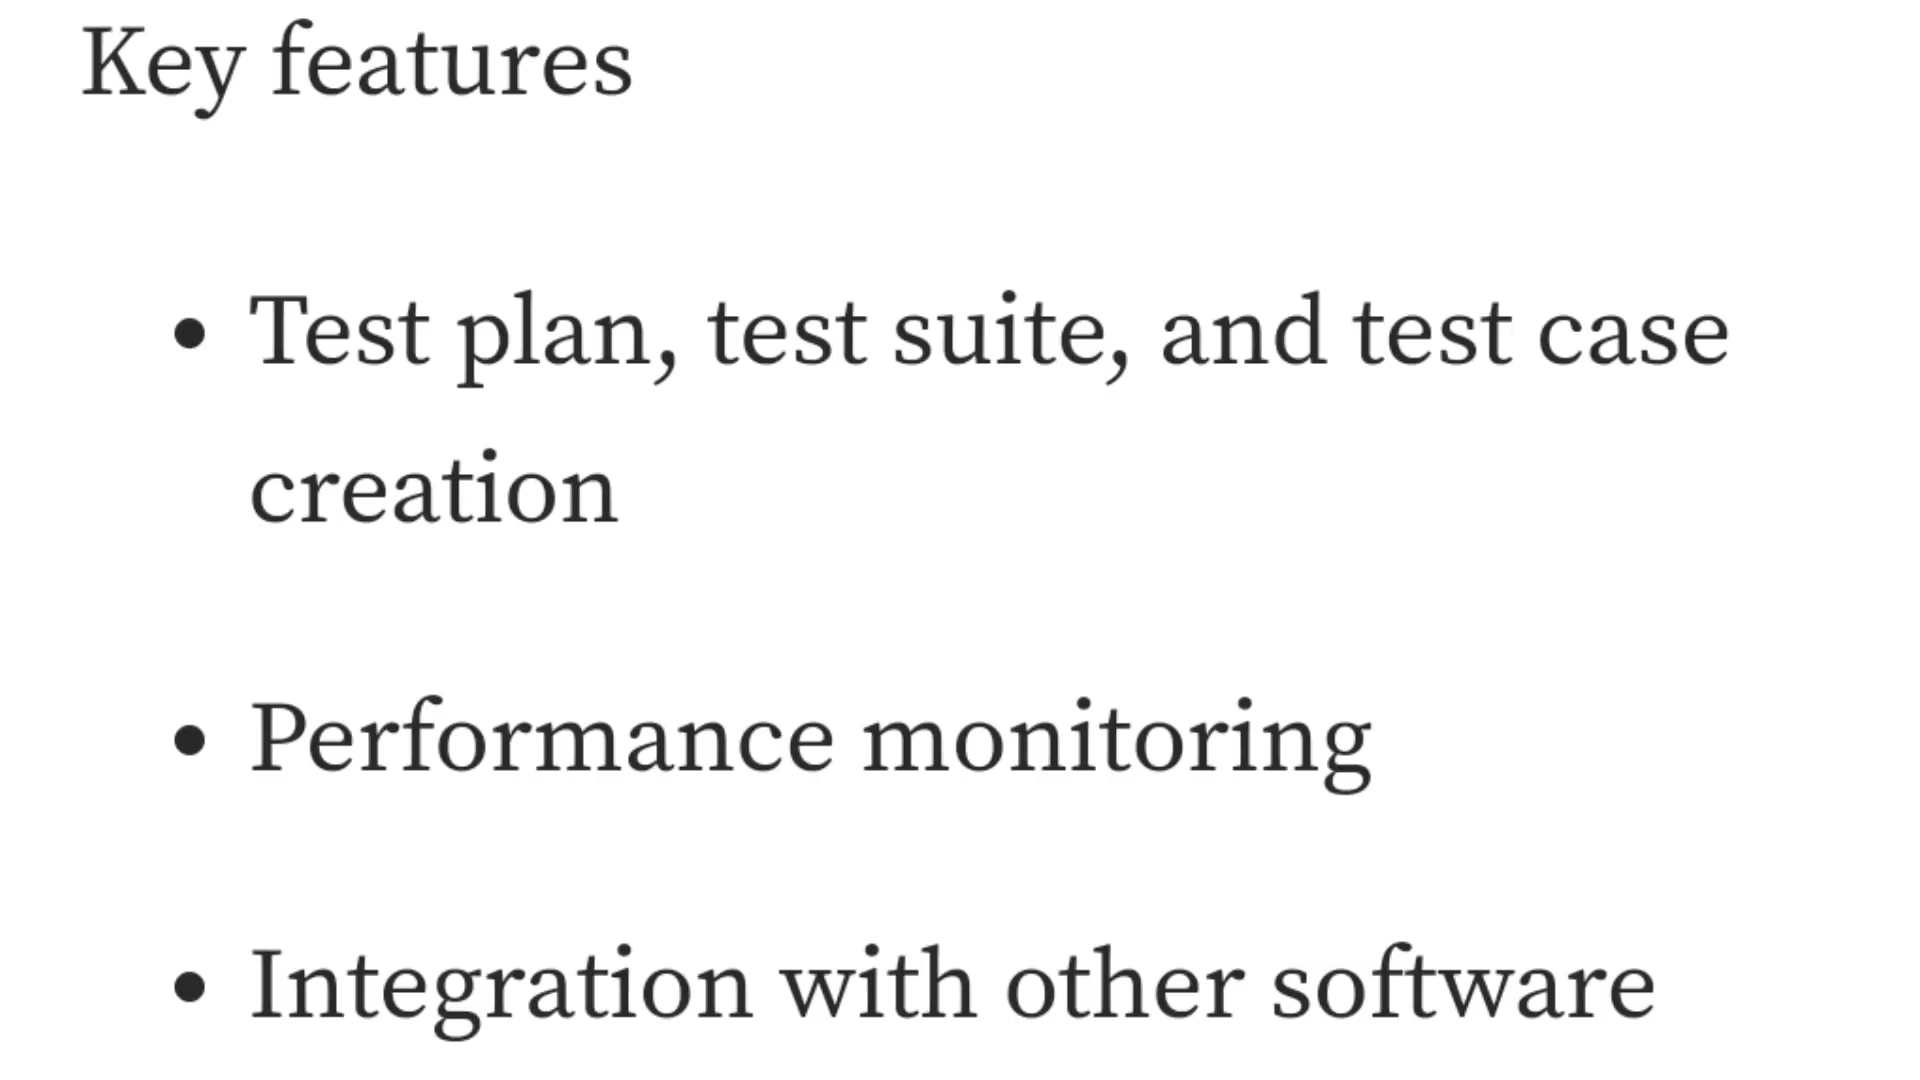 Key features
• Test plan, test suite, and test case
creation
• Performance monitoring
• Integration with other software